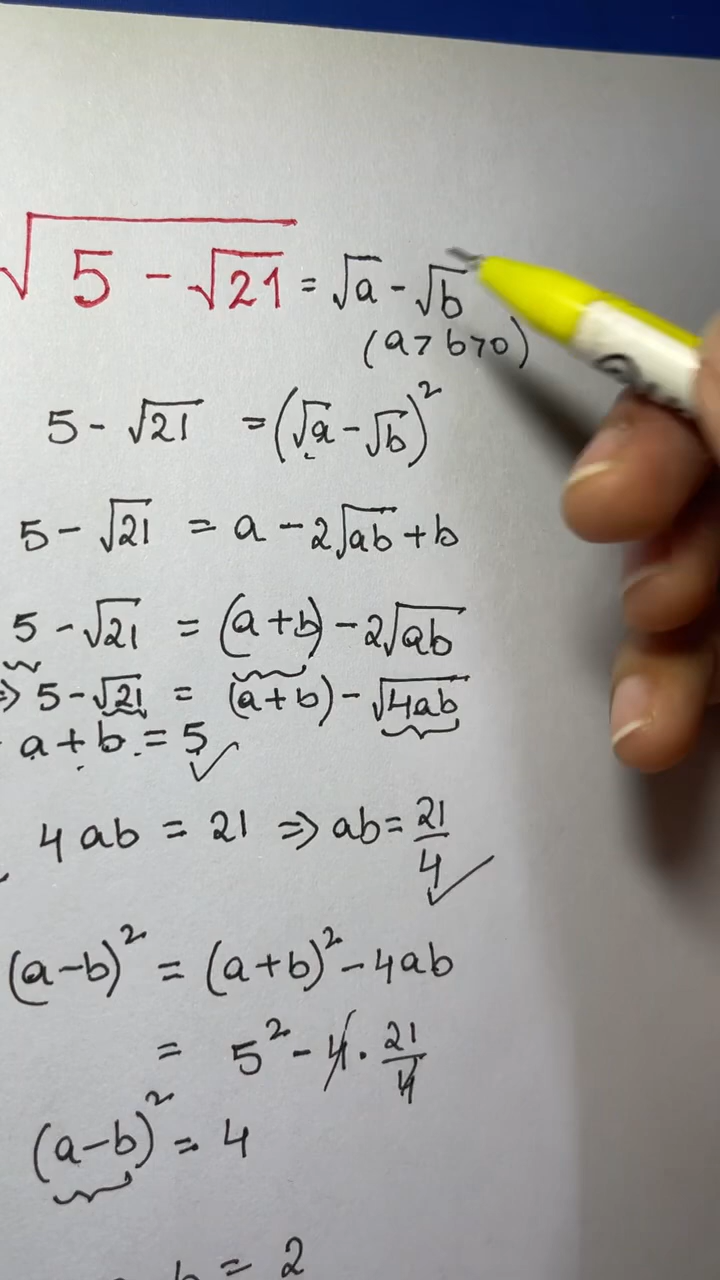 √(5 - √21) = √a - √b
(a > b > 0)
5 - √21 = (√a - √b)²
5 - √21 = a - 2√ab + b
5 - √21 = (a + b) - 2√ab
⇒ 5 - √21 = (a + b) - √4ab
a + b = 5 ✓
4ab = 21 ⇒ ab = 21/4 ✓
(a - b)² = (a + b)² - 4ab
= 5² - 4 · 21/4
(a - b)² = 4
b = 2